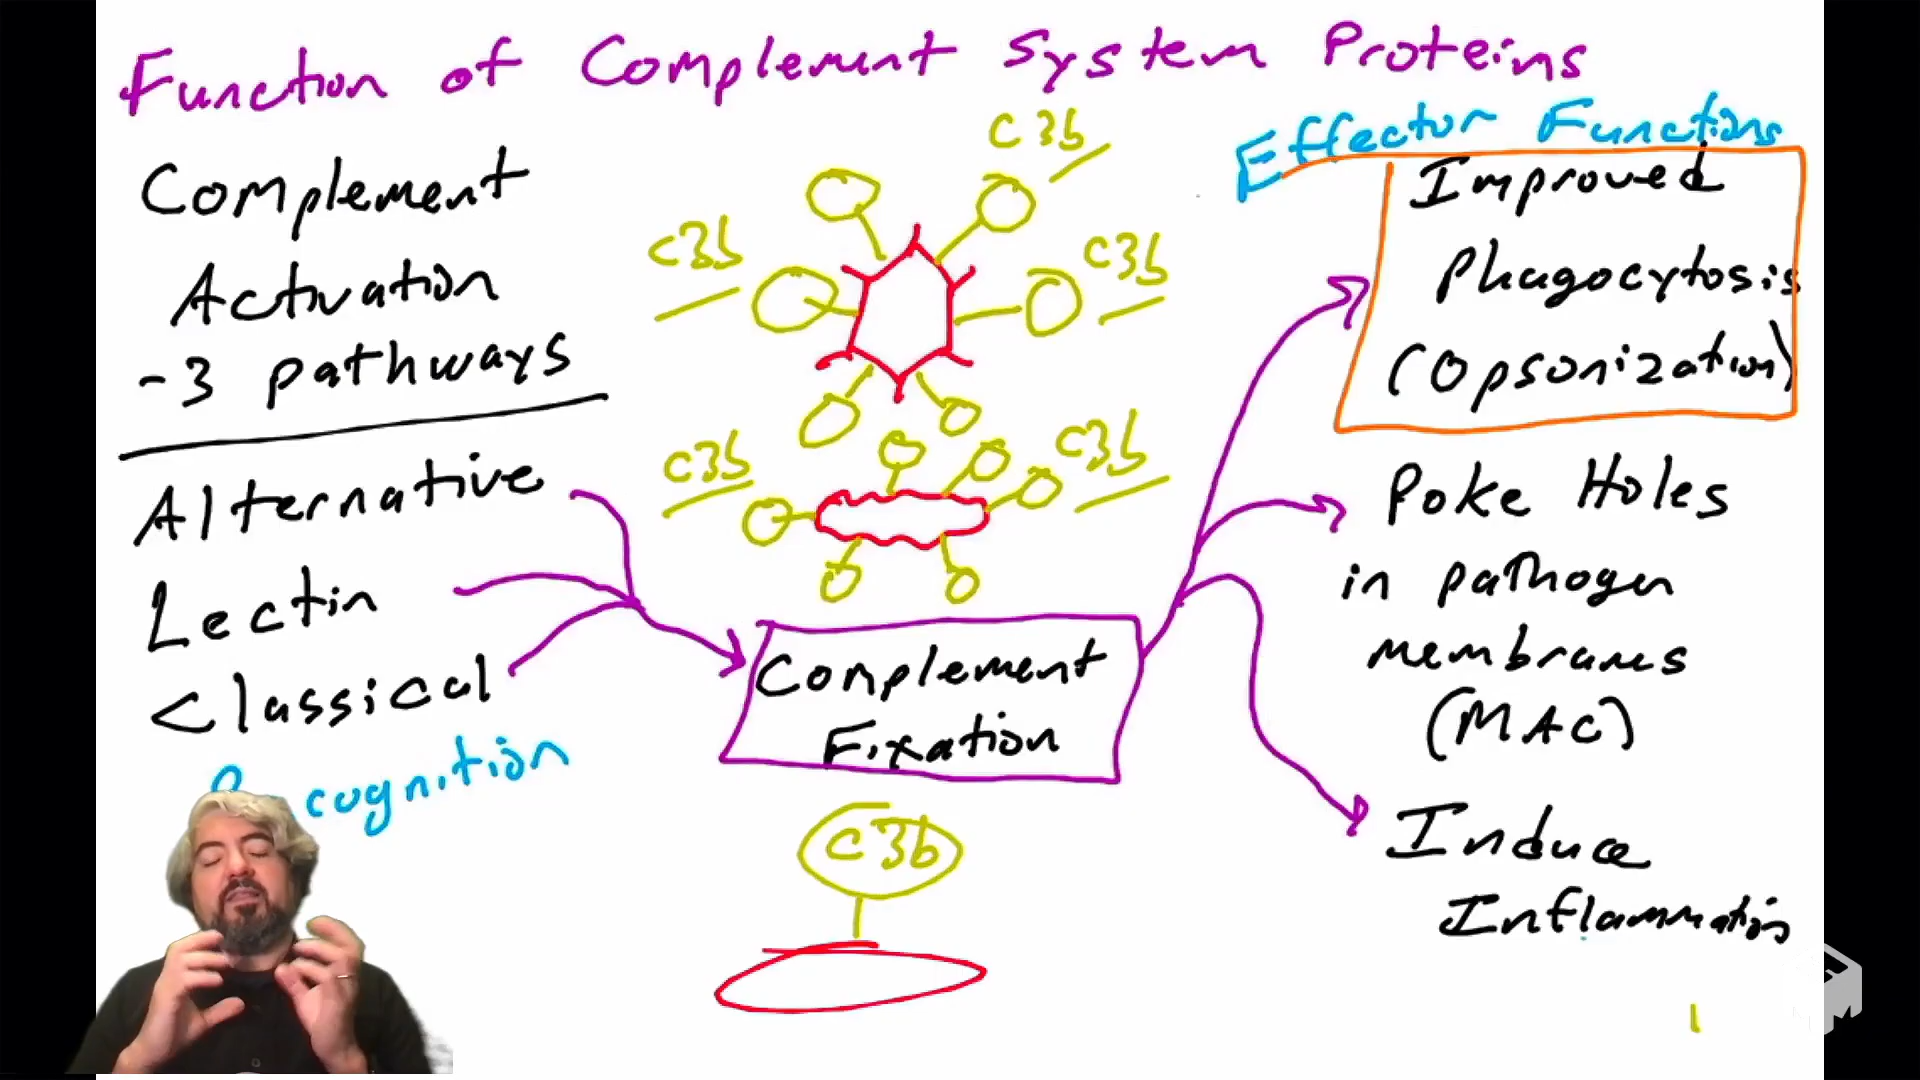 Function of Complement System Proteins
Complement
Activation
-3 pathways
Alternative
Lectin
Classical
Recognition
C3b
C3b
C3b
C3b
C3b
Complement
Fixation
C3b
Effector Functions
Improved
Phagocytosis
(Opsonization)
Poke Holes
in pathogen
membranes
(MAC)
Induce
Inflammation